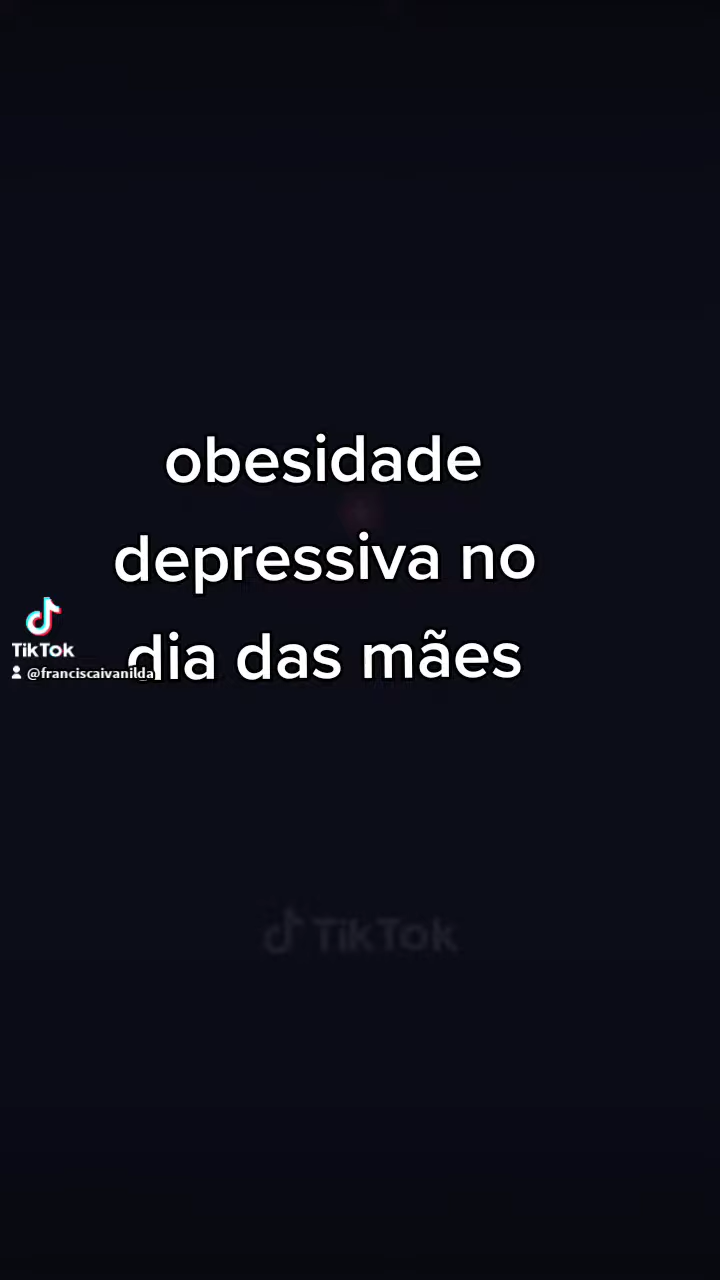 obesidade
depressiva no
dia das mães
TikTok
@franciscaivanilda
TikTok